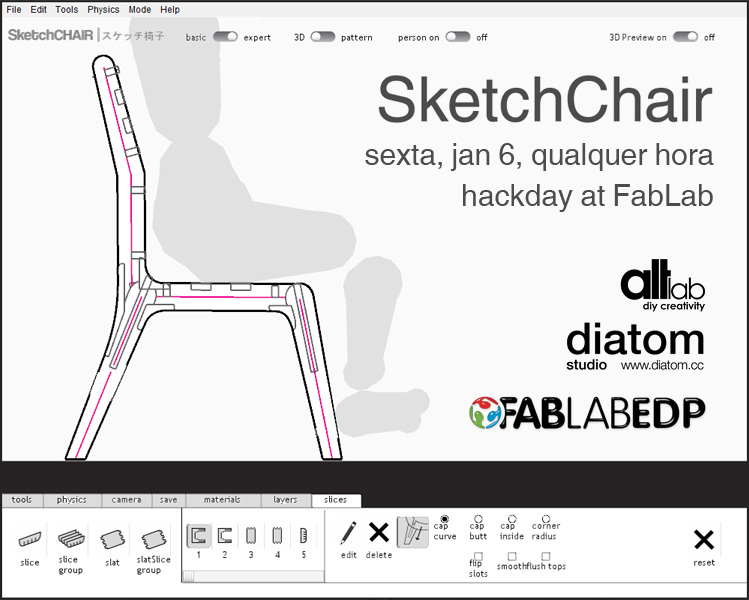 File Edit Tools Physics Mode Help
SketchCHAIR | スケッチ椅子
basic expert 3D pattern person on off 3D Preview on off
SketchChair
sexta, jan 6, qualquer hora
hackday at FabLab
altlab
diy creativity
diatom
studio www.diatom.cc
FABLABEDP
tools physics camera save materials layers slices
slice
slice group
slat
slatSlice group
1 2 3 4 5
edit
delete
cap curve
cap butt
cap inside
corner radius
flip slots
smooth
flush tops
reset